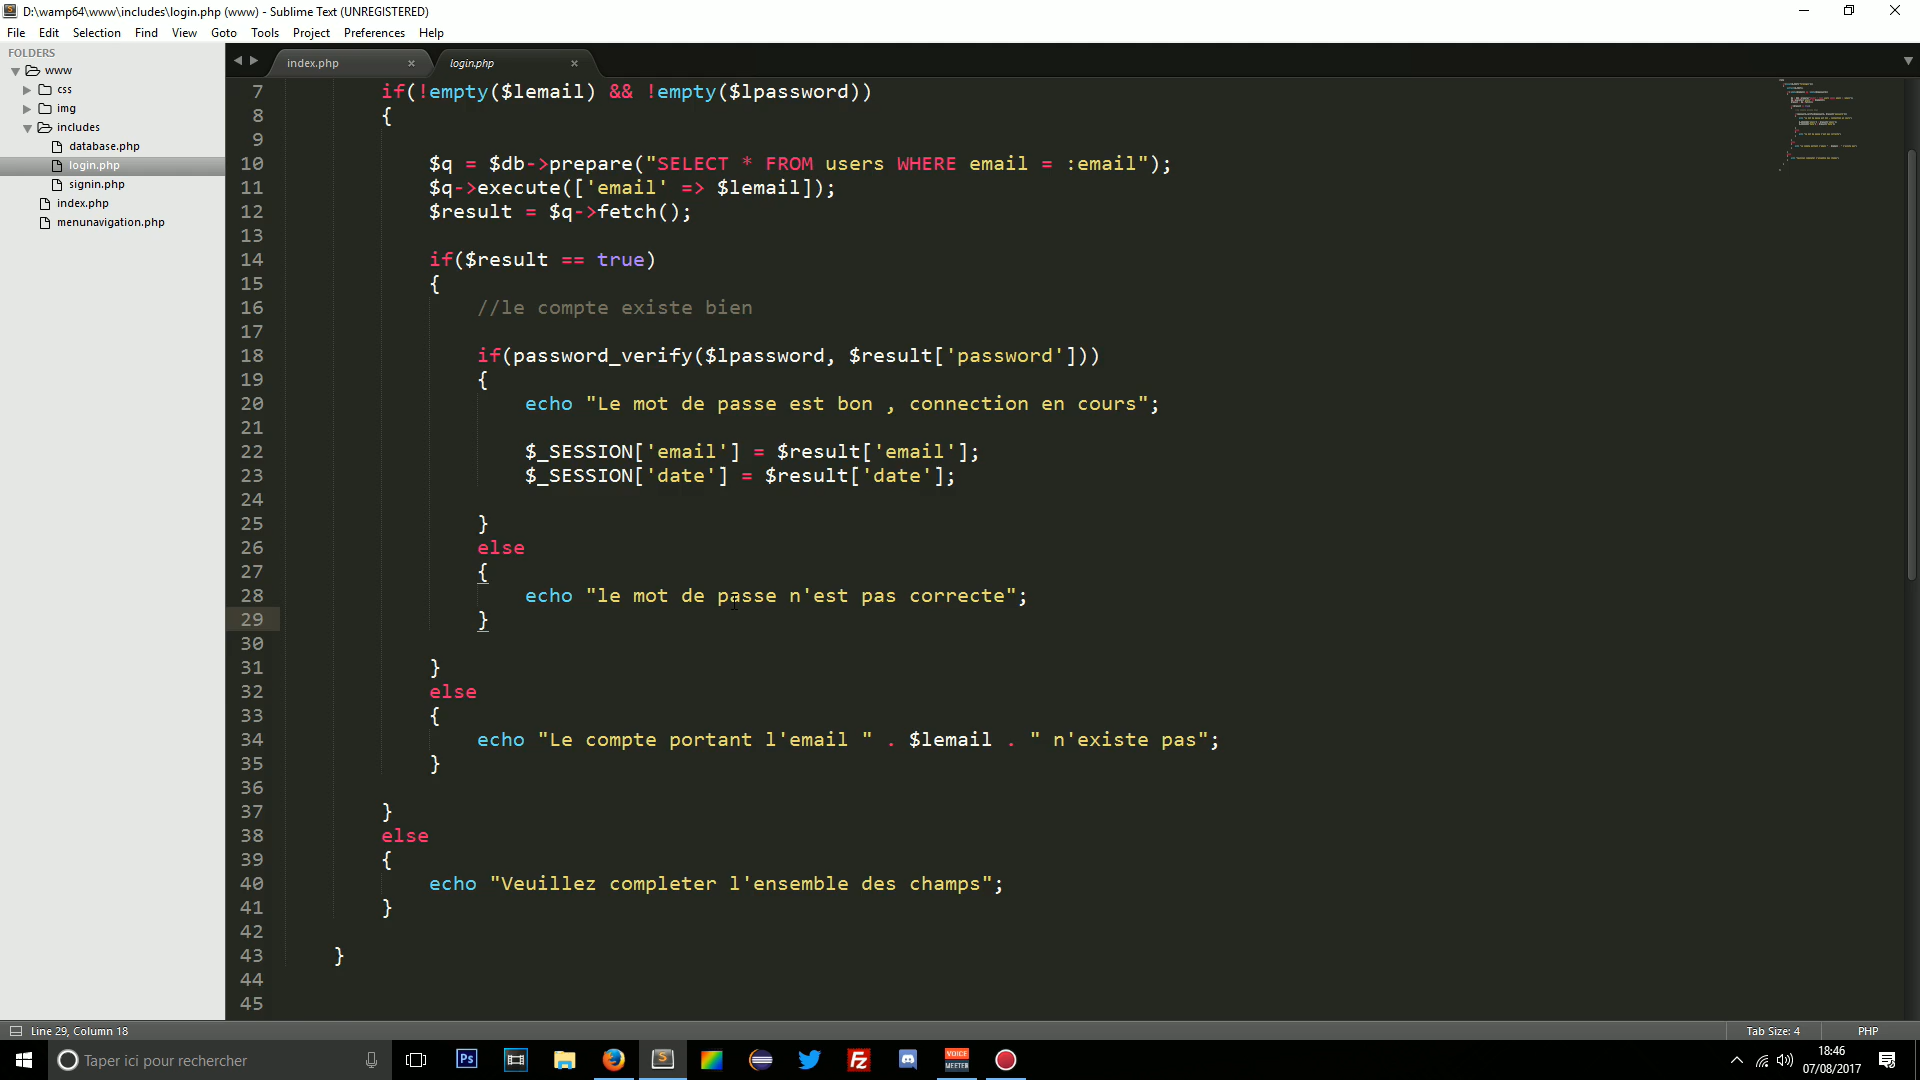 D:\wamp64\www\includes\login.php (www) - Sublime Text (UNREGISTERED)
File Edit Selection Find View Goto Tools Project Preferences Help
FOLDERS
www
css
img
includes
database.php
login.php
signin.php
index.php
menunavigation.php
index.php × login.php ×
7 if(!empty($lemail) && !empty($lpassword))
8 {
9
10 $q = $db->prepare("SELECT * FROM users WHERE email = :email");
11 $q->execute(['email' => $lemail]);
12 $result = $q->fetch();
13
14 if($result == true)
15 {
16 //le compte existe bien
17
18 if(password_verify($lpassword, $result['password']))
19 {
20 echo "Le mot de passe est bon , connection en cours";
21
22 $_SESSION['email'] = $result['email'];
23 $_SESSION['date'] = $result['date'];
24
25 }
26 else
27 {
28 echo "le mot de passe n'est pas correcte";
29 }
30
31 }
32 else
33 {
34 echo "Le compte portant l'email " . $lemail . " n'existe pas";
35 }
36
37 }
38 else
39 {
40 echo "Veuillez completer l'ensemble des champs";
41 }
42
43 }
44
45
Line 29, Column 18 Tab Size: 4 PHP
Taper ici pour rechercher
Ps
S
Fz
VOICE
MEETER
18:46
07/08/2017